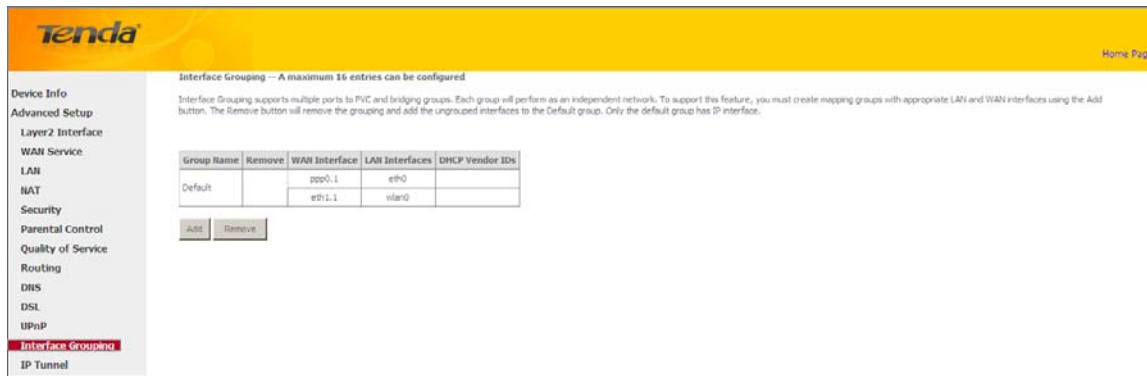 Tenda
Home Pag
Device Info
Advanced Setup
Layer2 Interface
WAN Service
LAN
NAT
Security
Parental Control
Quality of Service
Routing
DNS
DSL
UPnP
Interface Grouping
IP Tunnel
Interface Grouping -- A maximum 16 entries can be configured
Interface Grouping supports multiple ports to PVC and bridging groups. Each group will perform as an independent network. To support this feature, you must create mapping groups with appropriate LAN and WAN interfaces using the Add
button. The Remove button will remove the grouping and add the ungrouped interfaces to the Default group. Only the default group has IP interface.
Group Name Remove WAN Interface LAN Interfaces DHCP Vendor IDs
Default ppp0.1 eth0
eth1.1 wlan0
Add Remove